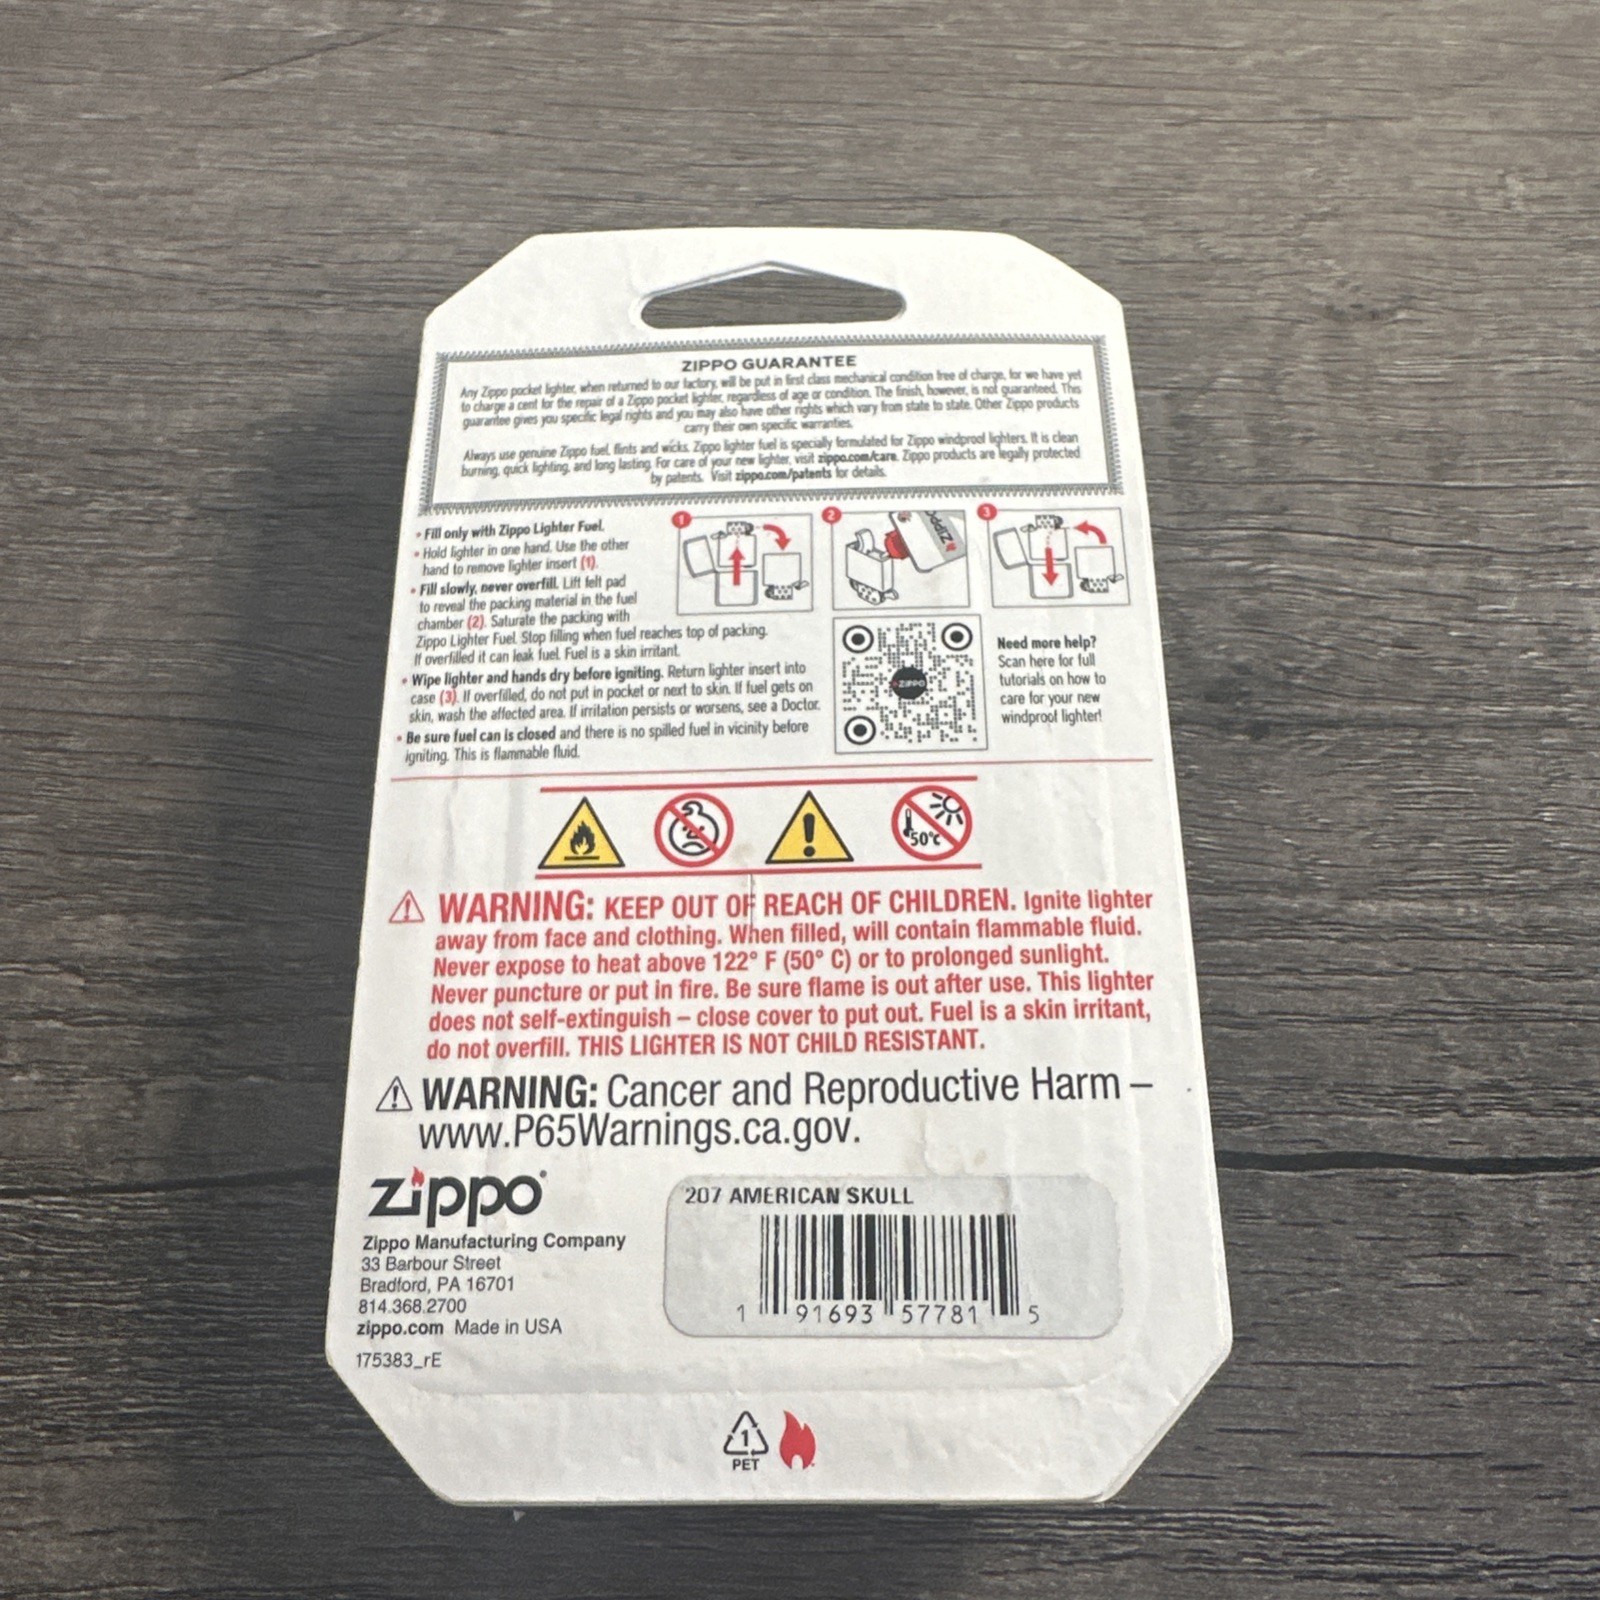 ZIPPO GUARANTEE
Any Zippo pocket lighter, when returned to our factory, will be put in first class mechanical condition free of charge, for we have yet
to charge a cent for the repair of a Zippo pocket lighter, regardless of age or condition. The finish, however, is not guaranteed. This
guarantee gives you specific legal rights and you may also have other rights which vary from state to state. Other Zippo products
carry their own specific warranties.
Always use genuine Zippo fuel, flints and wicks. Zippo lighter fuel is specially formulated for Zippo windproof lighters. It is clean
burning, quick lighting, and long lasting. For care of your new lighter, visit zippo.com/care. Zippo products are legally protected
by patents. Visit zippo.com/patents for details.
• Fill only with Zippo Lighter Fuel.
• Hold lighter in one hand. Use the other
hand to remove lighter insert (1).
• Fill slowly, never overfill. Lift felt pad
to reveal the packing material in the fuel
chamber (2). Saturate the packing with
Zippo Lighter Fuel. Stop filling when fuel reaches top of packing.
If overfilled it can leak fuel. Fuel is a skin irritant.
• Wipe lighter and hands dry before igniting. Return lighter insert into
case (3). If overfilled, do not put in pocket or next to skin. If fuel gets on
skin, wash the affected area. If irritation persists or worsens, see a Doctor.
• Be sure fuel can is closed and there is no spilled fuel in vicinity before
igniting. This is flammable fluid.
1
2
3
ZIPPO
ZIPPO
Need more help?
Scan here for full
tutorials on how to
care for your new
windproof lighter!
50°C
WARNING: KEEP OUT OF REACH OF CHILDREN. Ignite lighter
away from face and clothing. When filled, will contain flammable fluid.
Never expose to heat above 122° F (50° C) or to prolonged sunlight.
Never puncture or put in fire. Be sure flame is out after use. This lighter
does not self-extinguish – close cover to put out. Fuel is a skin irritant,
do not overfill. THIS LIGHTER IS NOT CHILD RESISTANT.
WARNING: Cancer and Reproductive Harm –
www.P65Warnings.ca.gov.
zippo®
Zippo Manufacturing Company
33 Barbour Street
Bradford, PA 16701
814.368.2700
zippo.com Made in USA
175383_rE
207 AMERICAN SKULL
1 91693 57781 5
1
PET